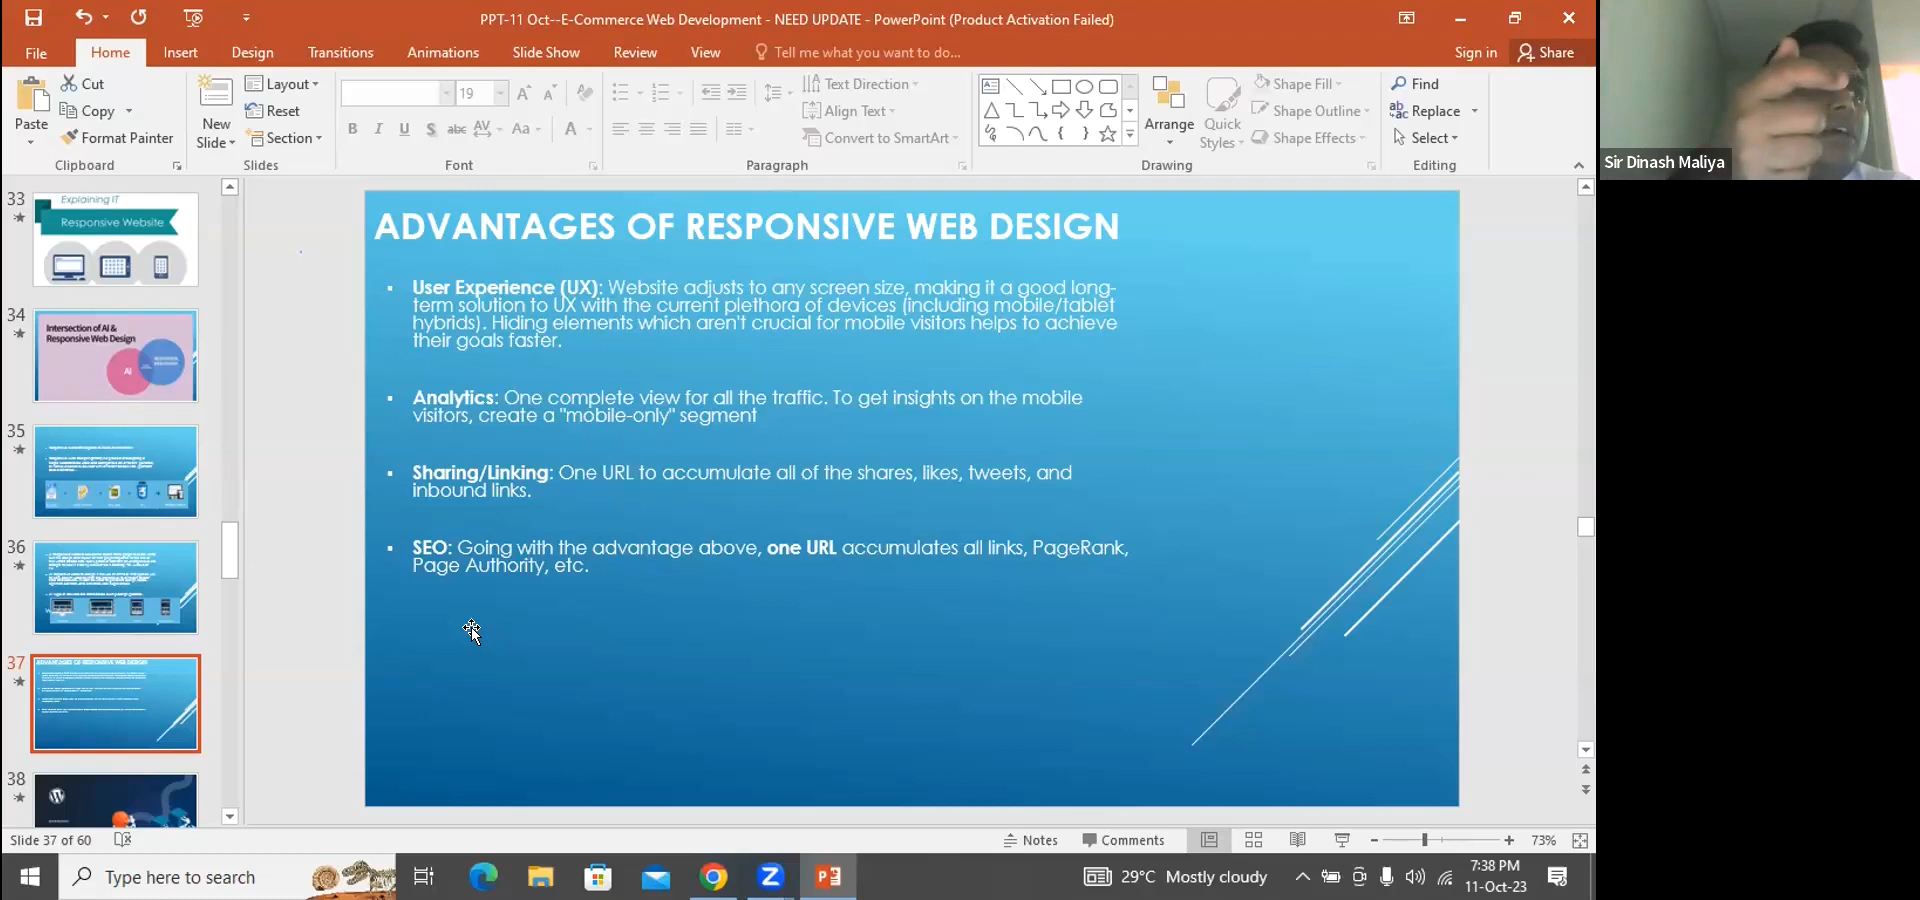 PPT-11 Oct--E-Commerce Web Development - NEED UPDATE - PowerPoint (Product Activation Failed)
File Home Insert Design Transitions Animations Slide Show Review View Tell me what you want to do... Sign in Share
Paste
Cut
Copy
Format Painter
Clipboard
New
Slide
Layout
Reset
Section
Slides
19
Font
Text Direction
Align Text
Convert to SmartArt
Paragraph
Arrange
Quick
Styles
Shape Fill
Shape Outline
Shape Effects
Drawing
Find
Replace
Select
Editing
Sir Dinash Maliya
33
Explaining IT
Responsive Website
34
Intersection of AI &
Responsive Web Design
AI
35
36
37
38
ADVANTAGES OF RESPONSIVE WEB DESIGN
▪ User Experience (UX): Website adjusts to any screen size, making it a good long-
term solution to UX with the current plethora of devices (including mobile/tablet
hybrids). Hiding elements which aren't crucial for mobile visitors helps to achieve
their goals faster.
▪ Analytics: One complete view for all the traffic. To get insights on the mobile
visitors, create a "mobile-only" segment
▪ Sharing/Linking: One URL to accumulate all of the shares, likes, tweets, and
inbound links.
▪ SEO: Going with the advantage above, one URL accumulates all links, PageRank,
Page Authority, etc.
Slide 37 of 60 Notes Comments 73%
Type here to search 29°C Mostly cloudy 7:38 PM
11-Oct-23